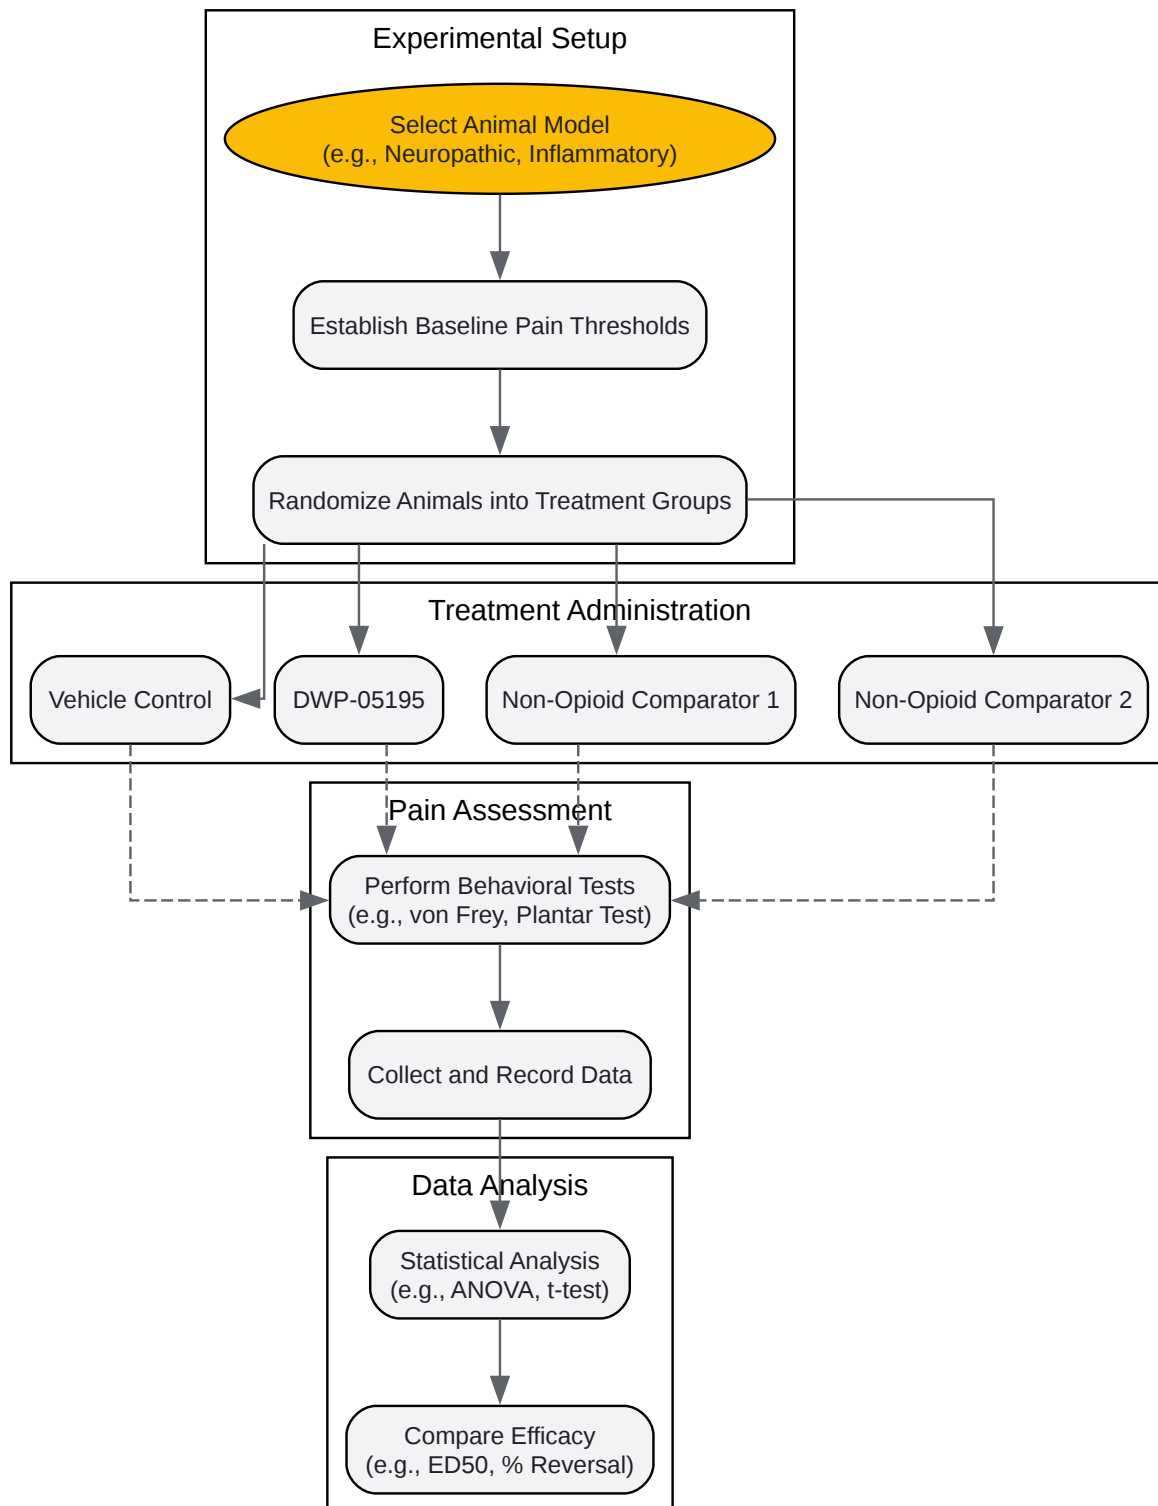 Experimental Setup
Select Animal Model
(e.g., Neuropathic, Inflammatory)
Establish Baseline Pain Thresholds
Randomize Animals into Treatment Groups
Treatment Administration
Vehicle Control
DWP-05195
Non-Opioid Comparator 1
Non-Opioid Comparator 2
Pain Assessment
Perform Behavioral Tests
(e.g., von Frey, Plantar Test)
Collect and Record Data
Data Analysis
Statistical Analysis
(e.g., ANOVA, t-test)
Compare Efficacy
(e.g., ED50, % Reversal)